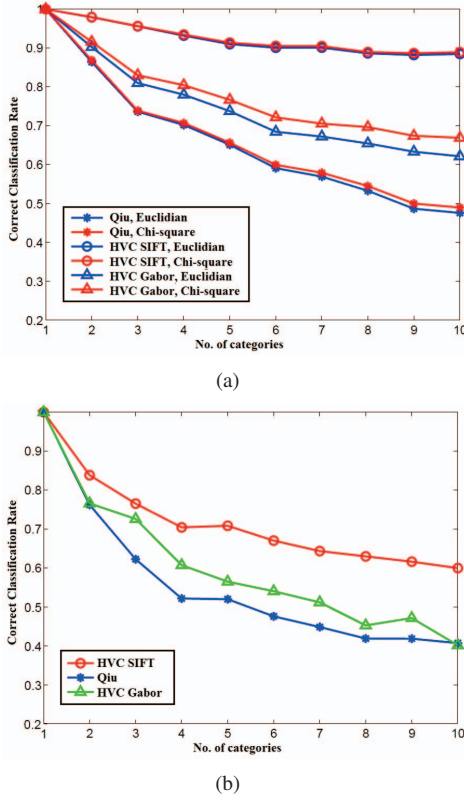 1
0.9
0.8
0.7
0.6
0.5
0.4
0.3
0.2
Correct Classification Rate
Qiu, Euclidian
Qiu, Chi-square
HVC SIFT, Euclidian
HVC SIFT, Chi-square
HVC Gabor, Euclidian
HVC Gabor, Chi-square
1 2 3 4 5 6 7 8 9 10
No. of categories
(a)
0.9
0.8
0.7
0.6
0.5
0.4
0.3
0.2
Correct Classification Rate
HVC SIFT
Qiu
HVC Gabor
1 2 3 4 5 6 7 8 9 10
No. of categories
(b)